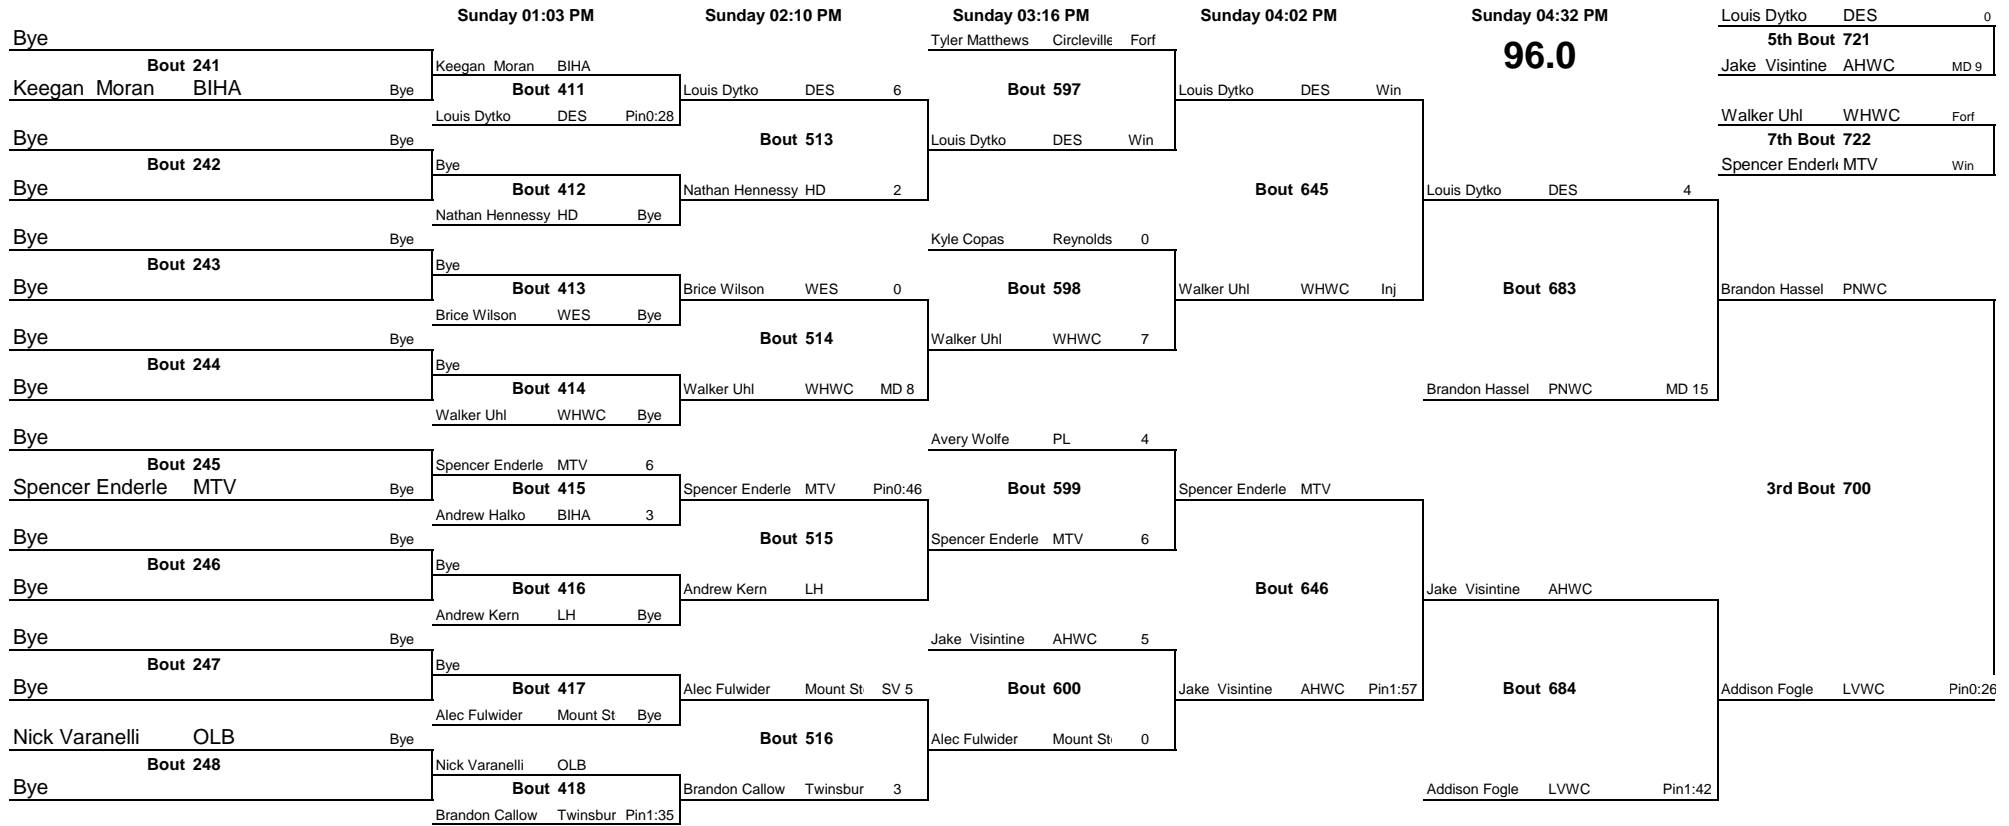 Sunday 01:03 PM Sunday 02:10 PM Sunday 03:16 PM Sunday 04:02 PM Sunday 04:32 PM
96.0
Bye
Bout 241
Keegan Moran BIHA Bye
Bye Bye
Bout 242
Bye
Bye Bye
Bout 243
Bye
Bye Bye
Bout 244
Bye
Bye
Bout 245
Spencer Enderle MTV Bye
Bye Bye
Bout 246
Bye
Bye Bye
Bout 247
Bye
Nick Varanelli OLB Bye
Bout 248
Bye
Keegan Moran BIHA
Bout 411
Louis Dytko DES Pin0:28
Bye
Bout 412
Nathan Hennessy HD Bye
Bye
Bout 413
Brice Wilson WES Bye
Bye
Bout 414
Walker Uhl WHWC Bye
Spencer Enderle MTV 6
Bout 415
Andrew Halko BIHA 3
Bye
Bout 416
Andrew Kern LH Bye
Bye
Bout 417
Alec Fulwider Mount St Bye
Nick Varanelli OLB
Bout 418
Brandon Callow Twinsbur Pin1:35
Louis Dytko DES 6
Bout 513
Nathan Hennessy HD 2
Brice Wilson WES 0
Bout 514
Walker Uhl WHWC MD 8
Spencer Enderle MTV Pin0:46
Bout 515
Andrew Kern LH
Alec Fulwider Mount St SV 5
Bout 516
Brandon Callow Twinsbur 3
Tyler Matthews Circleville Forf
Bout 597
Louis Dytko DES Win
Kyle Copas Reynolds 0
Bout 598
Walker Uhl WHWC 7
Avery Wolfe PL 4
Bout 599
Spencer Enderle MTV 6
Jake Visintine AHWC 5
Bout 600
Alec Fulwider Mount St 0
Louis Dytko DES Win
Bout 645
Walker Uhl WHWC Inj
Spencer Enderle MTV
Bout 646
Jake Visintine AHWC Pin1:57
Louis Dytko DES 4
Bout 683
Brandon Hassel PNWC MD 15
Jake Visintine AHWC
Bout 684
Addison Fogle LVWC Pin1:42
Louis Dytko DES 0
5th Bout 721
Jake Visintine AHWC MD 9
Walker Uhl WHWC Forf
7th Bout 722
Spencer Enderle MTV Win
Brandon Hassel PNWC
3rd Bout 700
Addison Fogle LVWC Pin0:26